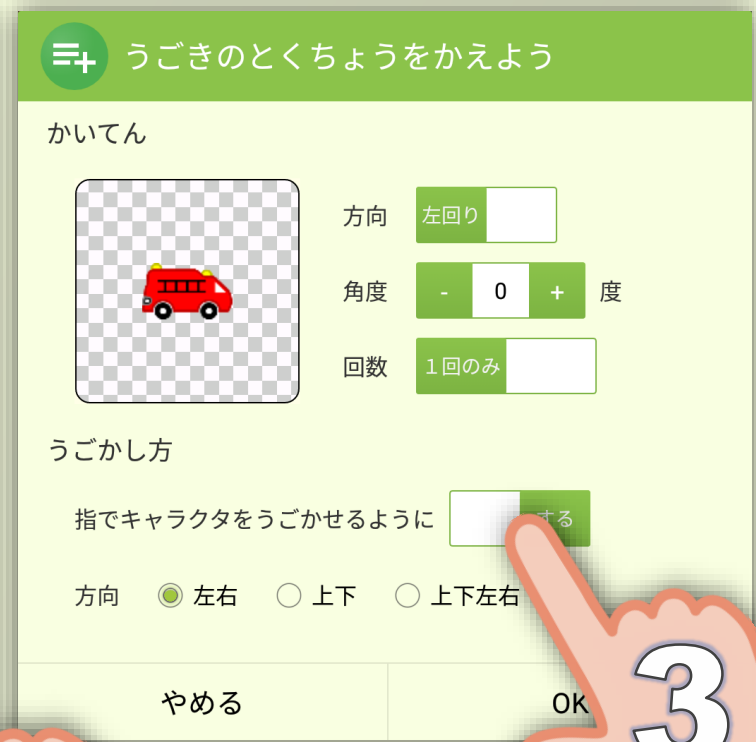 うごきのとくちょうをかえよう
かいてん
方向 左回り
角度 - 0 + 度
回数 １回のみ
うごかし方
指でキャラクタをうごかせるように する
方向 左右 上下 上下左右
やめる OK
3